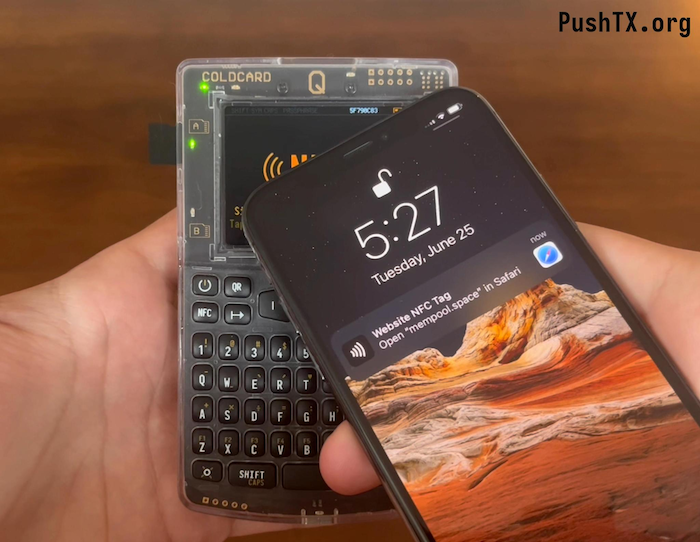 PushTX.org
COLDCARD
Q
5F798C83
A
B
5:27
Tuesday, June 25
now
Website NFC Tag
Open "mempool.space" in Safari
QR
NFC
1 2 3 4 5
Q W E R T
A S D F G
Z X C V B
SHIFT
CAPS